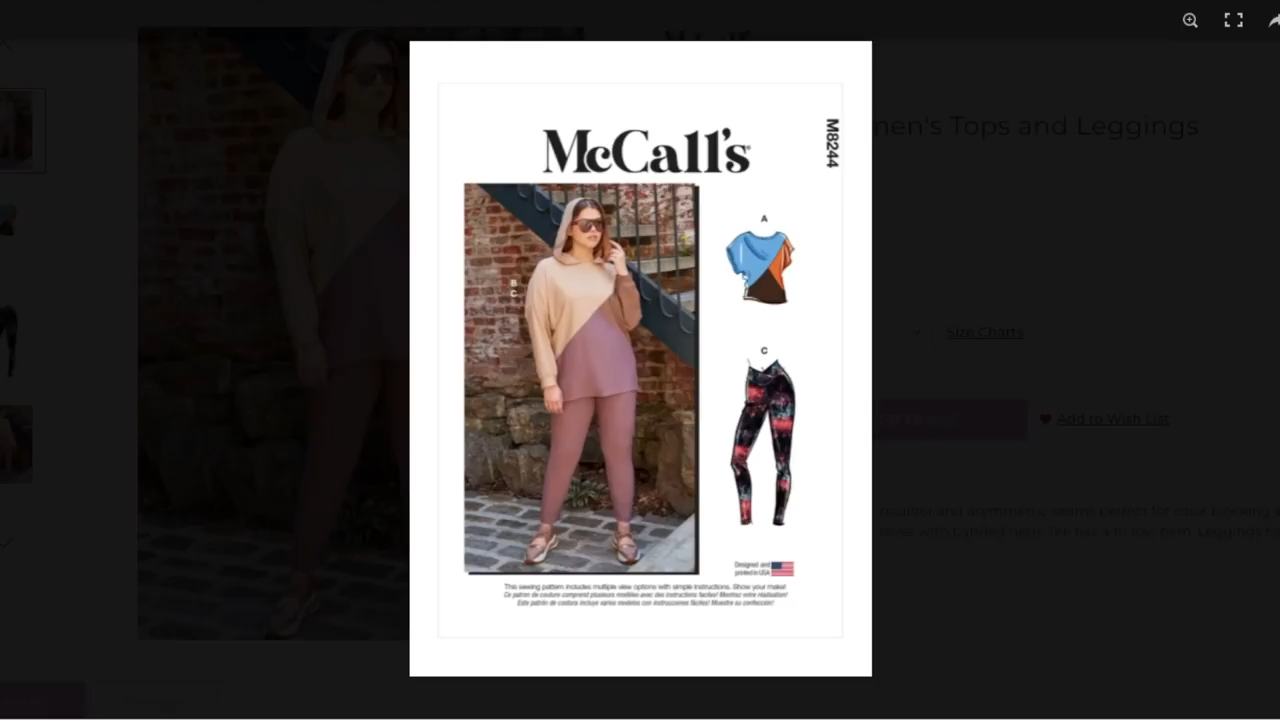 McCall's
M8244
men's Tops and Leggings
A
B
C
C
Size Charts
Add to Wish List
Designed and
printed in USA
This sewing pattern includes multiple view options with simple instructions. Show your make!
Ce patron de couture comprend plusieurs modèles avec des instructions faciles! Montrez votre réalisation!
Este patrón de costura incluye varios modelos con instrucciones fáciles! Muestre su confección!